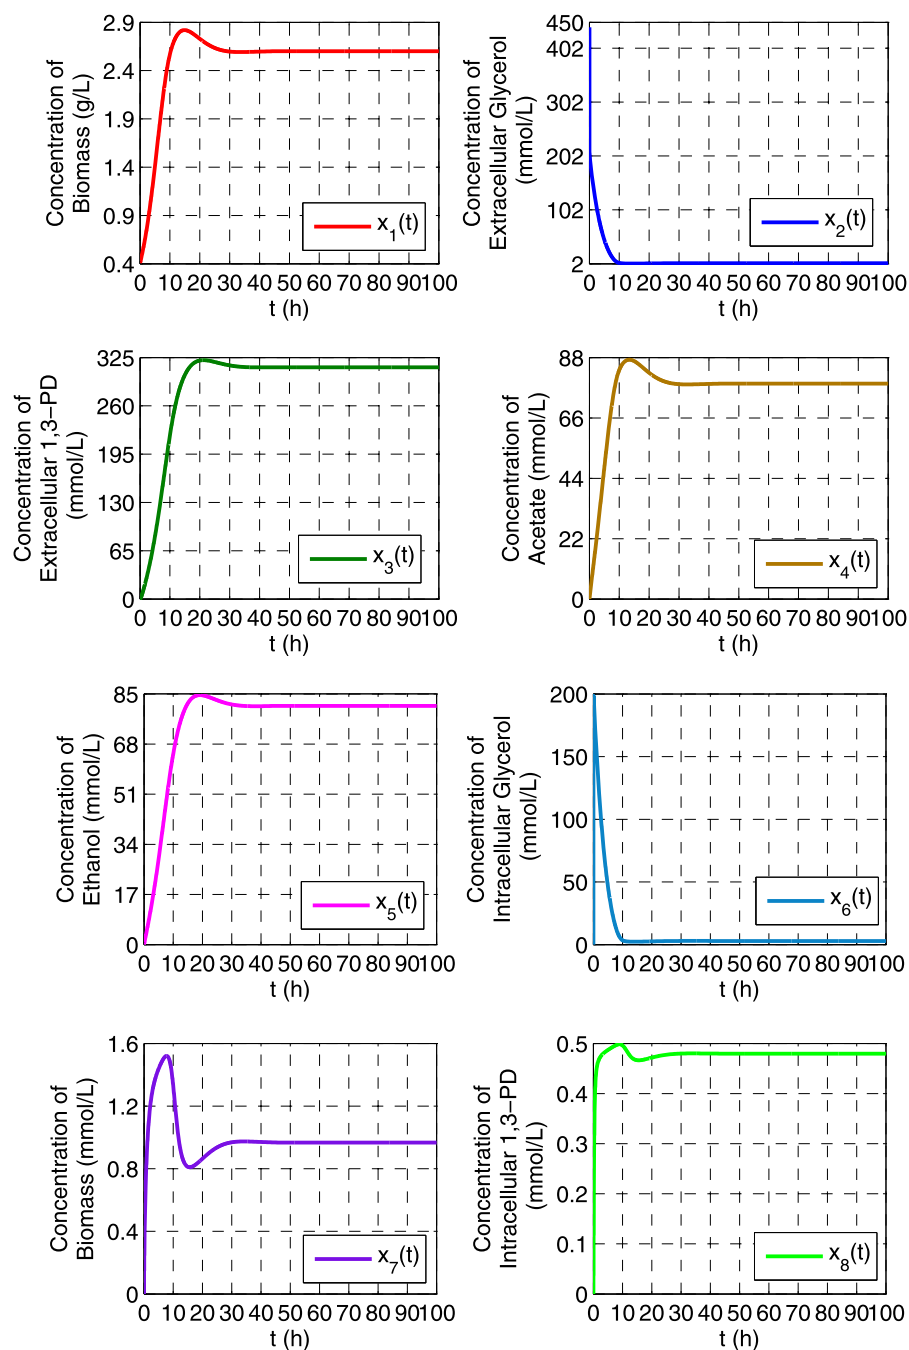 Concentration of
Biomass (g/L)
2.9
2.4
1.9
1.4
0.9
0.4
0 10 20 30 40 50 60 70 80 90100
t (h)
x1(t)
Concentration of
Extracellular Glycerol
(mmol/L)
450
402
302
202
102
2
0 10 20 30 40 50 60 70 80 90100
t (h)
x2(t)
Concentration of
Extracellular 1,3−PD
(mmol/L)
325
260
195
130
65
0
0 10 20 30 40 50 60 70 80 90100
t (h)
x3(t)
Concentration of
Acetate (mmol/L)
88
66
44
22
0
0 10 20 30 40 50 60 70 80 90100
t (h)
x4(t)
Concentration of
Ethanol (mmol/L)
85
68
51
34
17
0
0 10 20 30 40 50 60 70 80 90100
t (h)
x5(t)
Concentration of
Intracellular Glycerol
(mmol/L)
200
150
100
50
0
0 10 20 30 40 50 60 70 80 90100
t (h)
x6(t)
Concentration of
Biomass (mmol/L)
1.6
1.2
0.8
0.4
0
0 10 20 30 40 50 60 70 80 90100
t (h)
x7(t)
Concentration of
Intracellular 1,3−PD
(mmol/L)
0.5
0.4
0.3
0.2
0.1
0
0 10 20 30 40 50 60 70 80 90100
t (h)
x8(t)